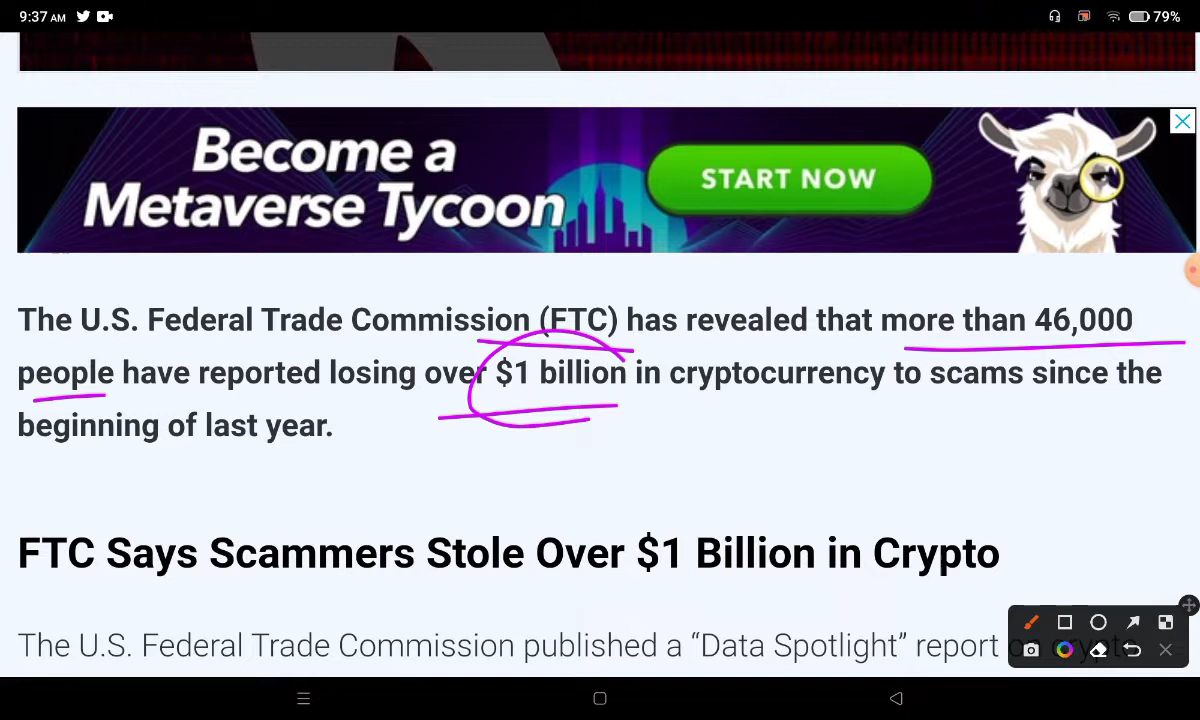 9:37 AM 79%
Become a
Metaverse Tycoon
START NOW
The U.S. Federal Trade Commission (FTC) has revealed that more than 46,000
people have reported losing over $1 billion in cryptocurrency to scams since the
beginning of last year.
FTC Says Scammers Stole Over $1 Billion in Crypto
The U.S. Federal Trade Commission published a “Data Spotlight” report on crypto